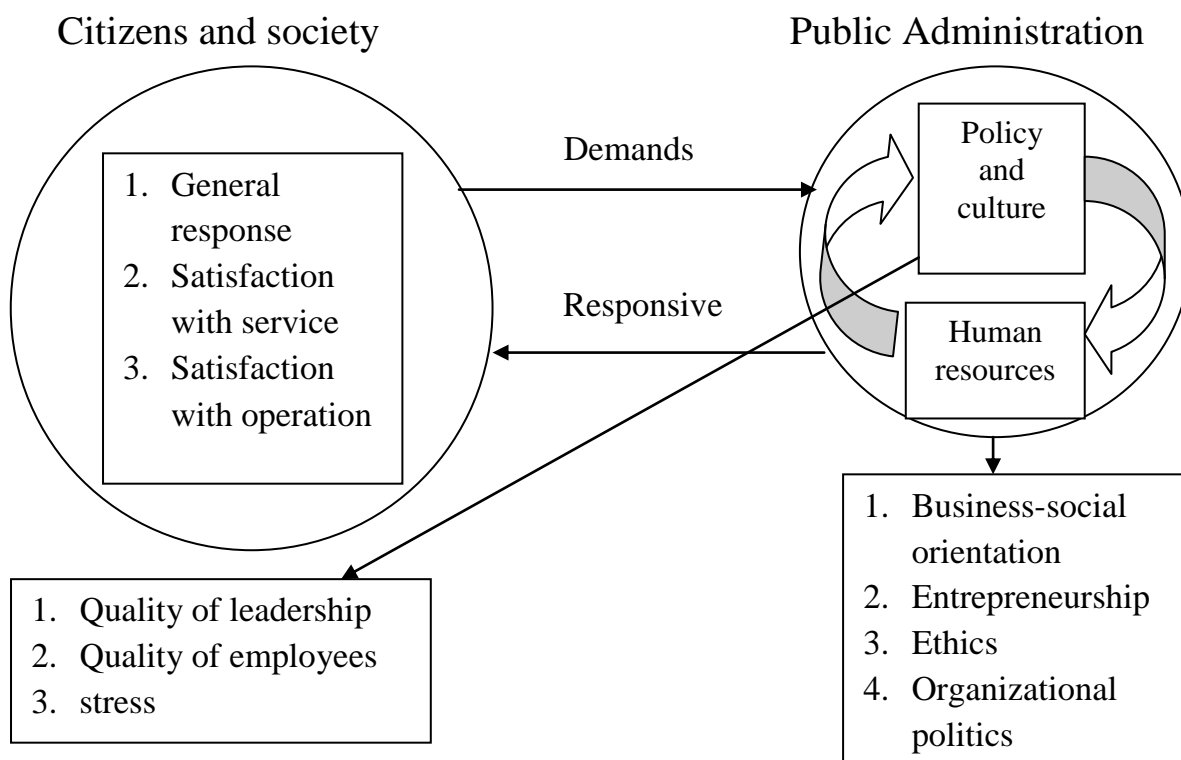 Citizens and society
Public Administration
1. General
response
2. Satisfaction
with service
3. Satisfaction
with operation
Demands
Responsive
Policy
and
culture
Human
resources
1. Quality of leadership
2. Quality of employees
3. stress
1. Business-social
orientation
2. Entrepreneurship
3. Ethics
4. Organizational
politics